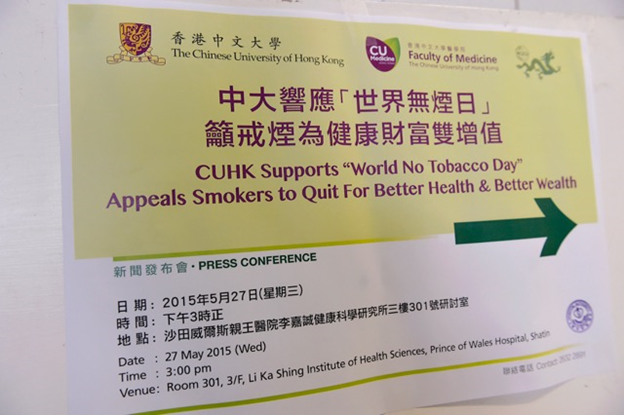 香港中文大學
The Chinese University of Hong Kong
CU
Medicine
香港中文大學醫學院
Faculty of Medicine
The Chinese University of Hong Kong
中大響應「世界無煙日」
籲戒煙為健康財富雙增值
CUHK Supports “World No Tobacco Day”
Appeals Smokers to Quit For Better Health & Better Wealth
新聞發布會・PRESS CONFERENCE
日期：2015年5月27日(星期三)
時間：下午3時正
地點：沙田威爾斯親王醫院李嘉誠健康科學研究所三樓301號研討室
Date : 27 May 2015 (Wed)
Time : 3:00 pm
Venue: Room 301, 3/F, Li Ka Shing Institute of Health Sciences, Prince of Wales Hospital, Shatin
聯絡電話 Contact